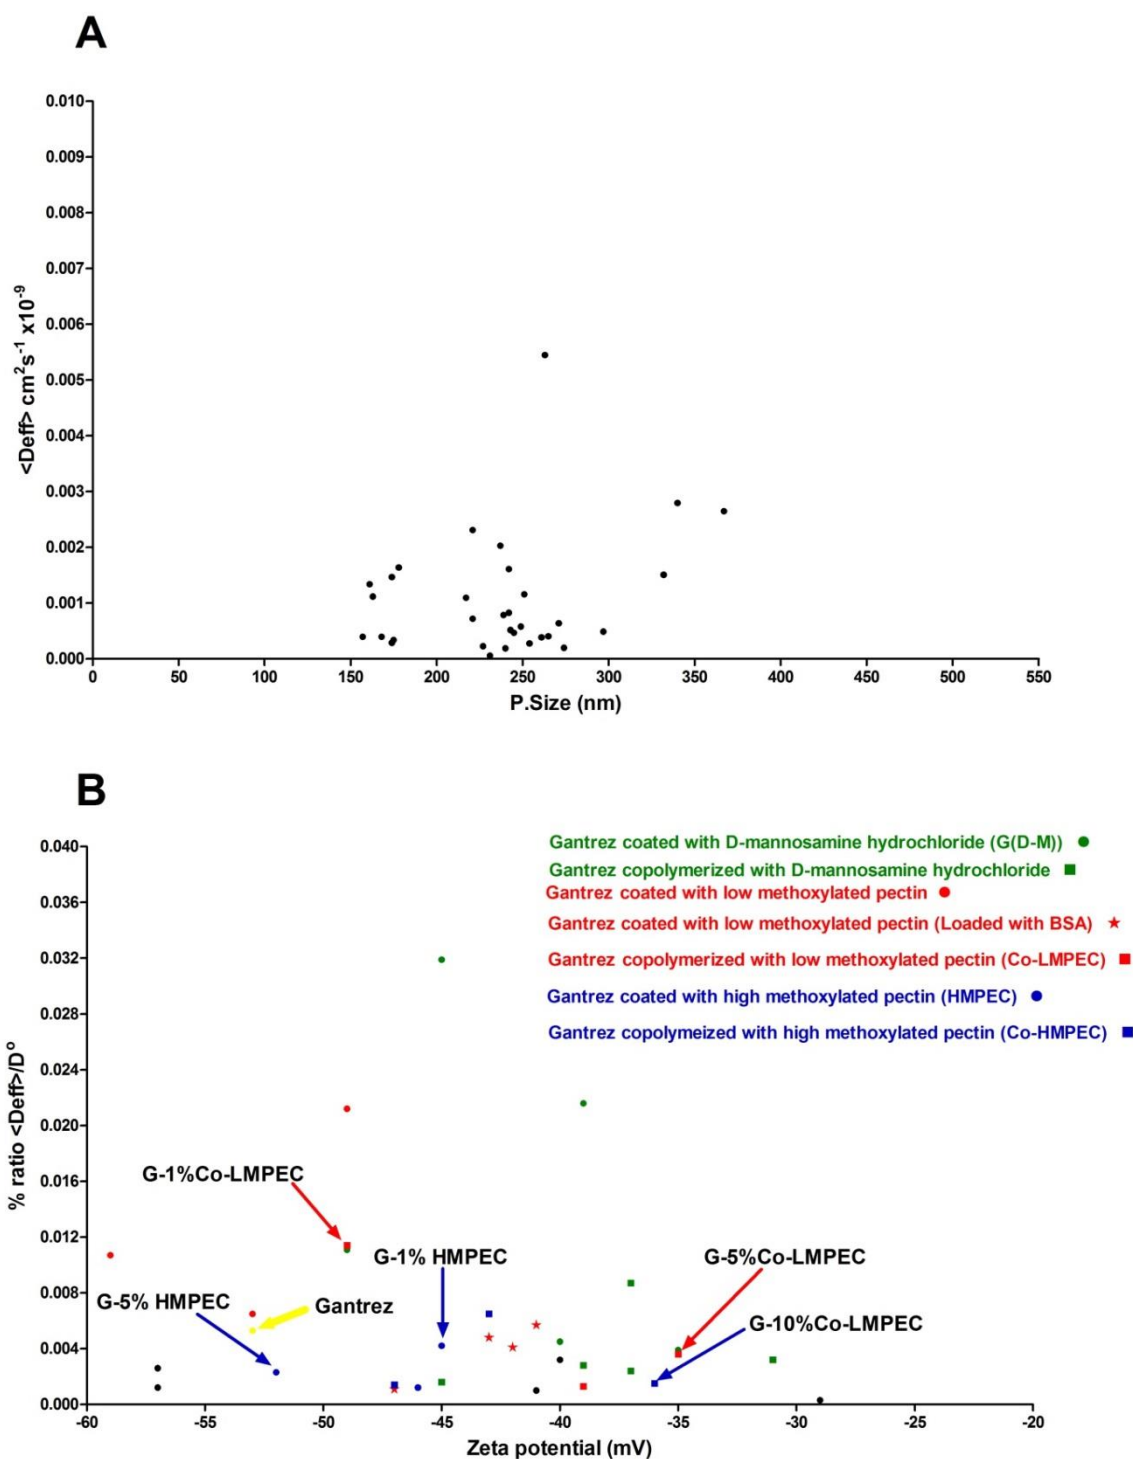 A
0.010
0.009
0.008
0.007
0.006
0.005
0.004
0.003
0.002
0.001
0.000
<Deff> cm²s⁻¹ x10⁻⁹
0 50 100 150 200 250 300 350 400 450 500 550
P.Size (nm)
B
0.040
0.036
0.032
0.028
0.024
0.020
0.016
0.012
0.008
0.004
0.000
% ratio <Deff>/D°
Gantrez coated with D-mannosamine hydrochloride (G(D-M))
Gantrez copolymerized with D-mannosamine hydrochloride
Gantrez coated with low methoxylated pectin
Gantrez coated with low methoxylated pectin (Loaded with BSA)
Gantrez copolymerized with low methoxylated pectin (Co-LMPEC)
Gantrez coated with high methoxylated pectin (HMPEC)
Gantrez copolymeized with high methoxylated pectin (Co-HMPEC)
G-1%Co-LMPEC
G-1% HMPEC
G-5%Co-LMPEC
G-5% HMPEC
Gantrez
G-10%Co-LMPEC
-60 -55 -50 -45 -40 -35 -30 -25 -20
Zeta potential (mV)